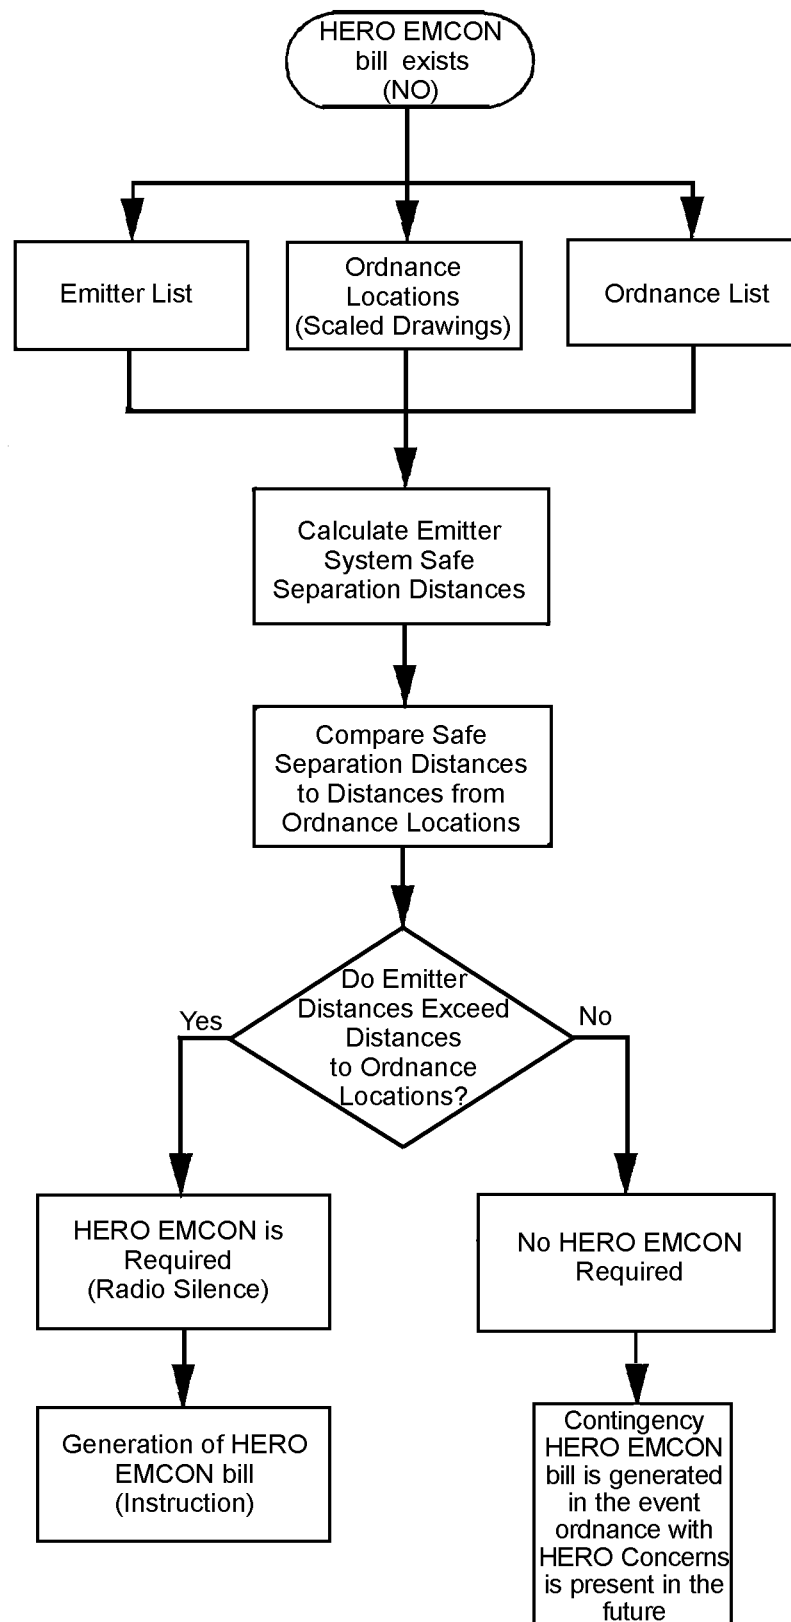 HERO EMCON
bill exists
(NO)
Emitter List
Ordnance
Locations
(Scaled Drawings)
Ordnance List
Calculate Emitter
System Safe
Separation Distances
Compare Safe
Separation Distances
to Distances from
Ordnance Locations
Do Emitter
Distances Exceed
Distances
to Ordnance
Locations?
Yes
No
HERO EMCON is
Required
(Radio Silence)
No HERO EMCON
Required
Generation of HERO
EMCON bill
(Instruction)
Contingency
HERO EMCON
bill is generated
in the event
ordnance with
HERO Concerns
is present in the
future